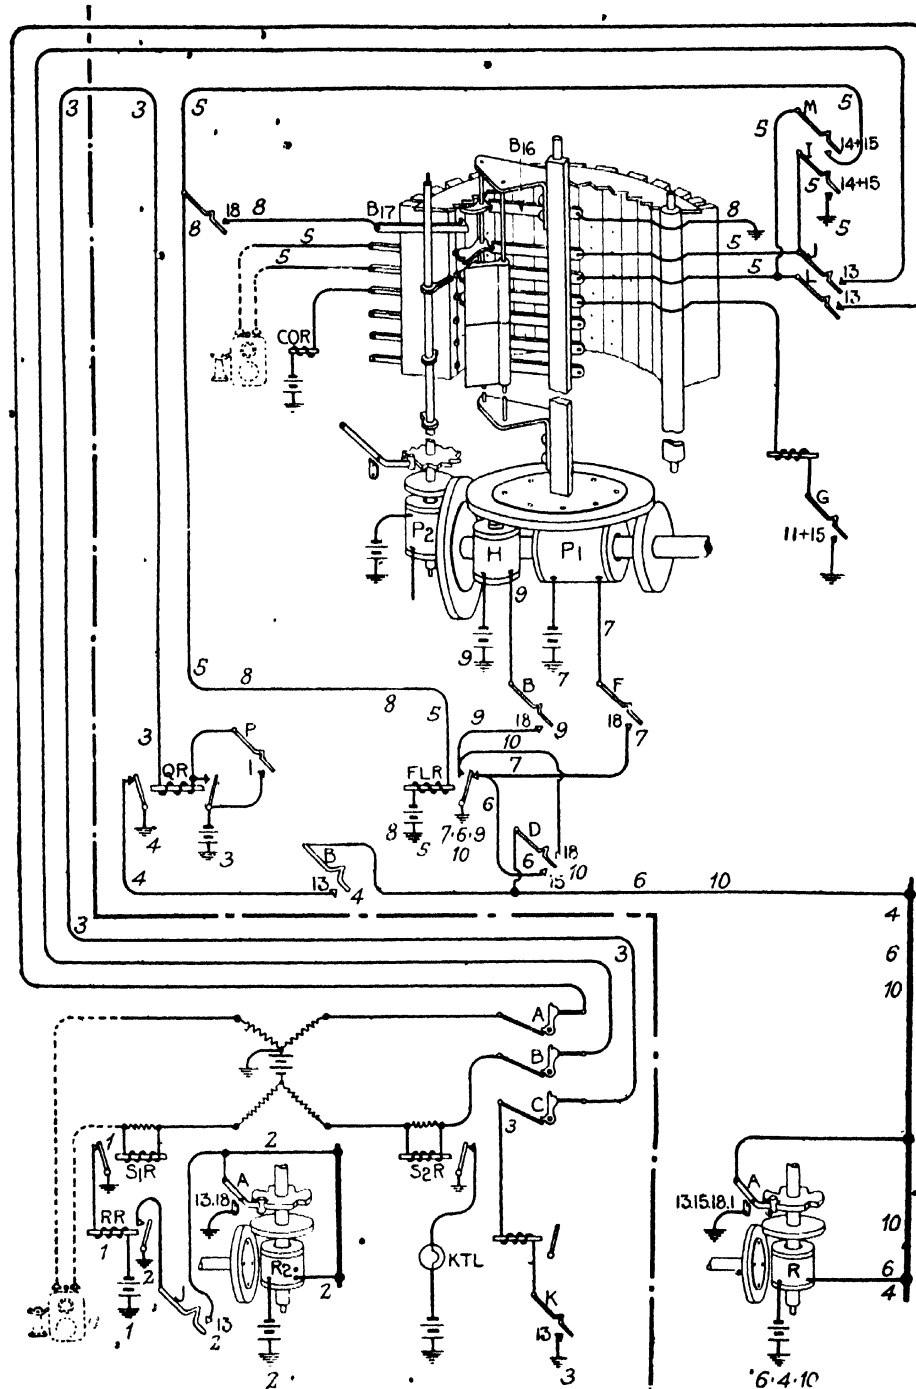 3 3 5 5
M
5 14+15
B16 I
5 14+15
B17 8
18 8 8 5
5 5 J
5 5 L 13
13
COR
G
P2 H P1 11+15
9
7
9 7
5 8 B F
8 5 9 18 9 18 7
3 P 10
QR 1 FLR 7
6 D
4 8 5 7·6·9 18
3 10 6 10
B 15
4 13 4 6 10
4
3 3 6
10
A
B
C
3
1 2
S1R A S2R A
13.18 13.15.18.1
10
RR R2 KTL R 6
1 2 2 4
J K
1 13 2 13
2 3 6·4·10